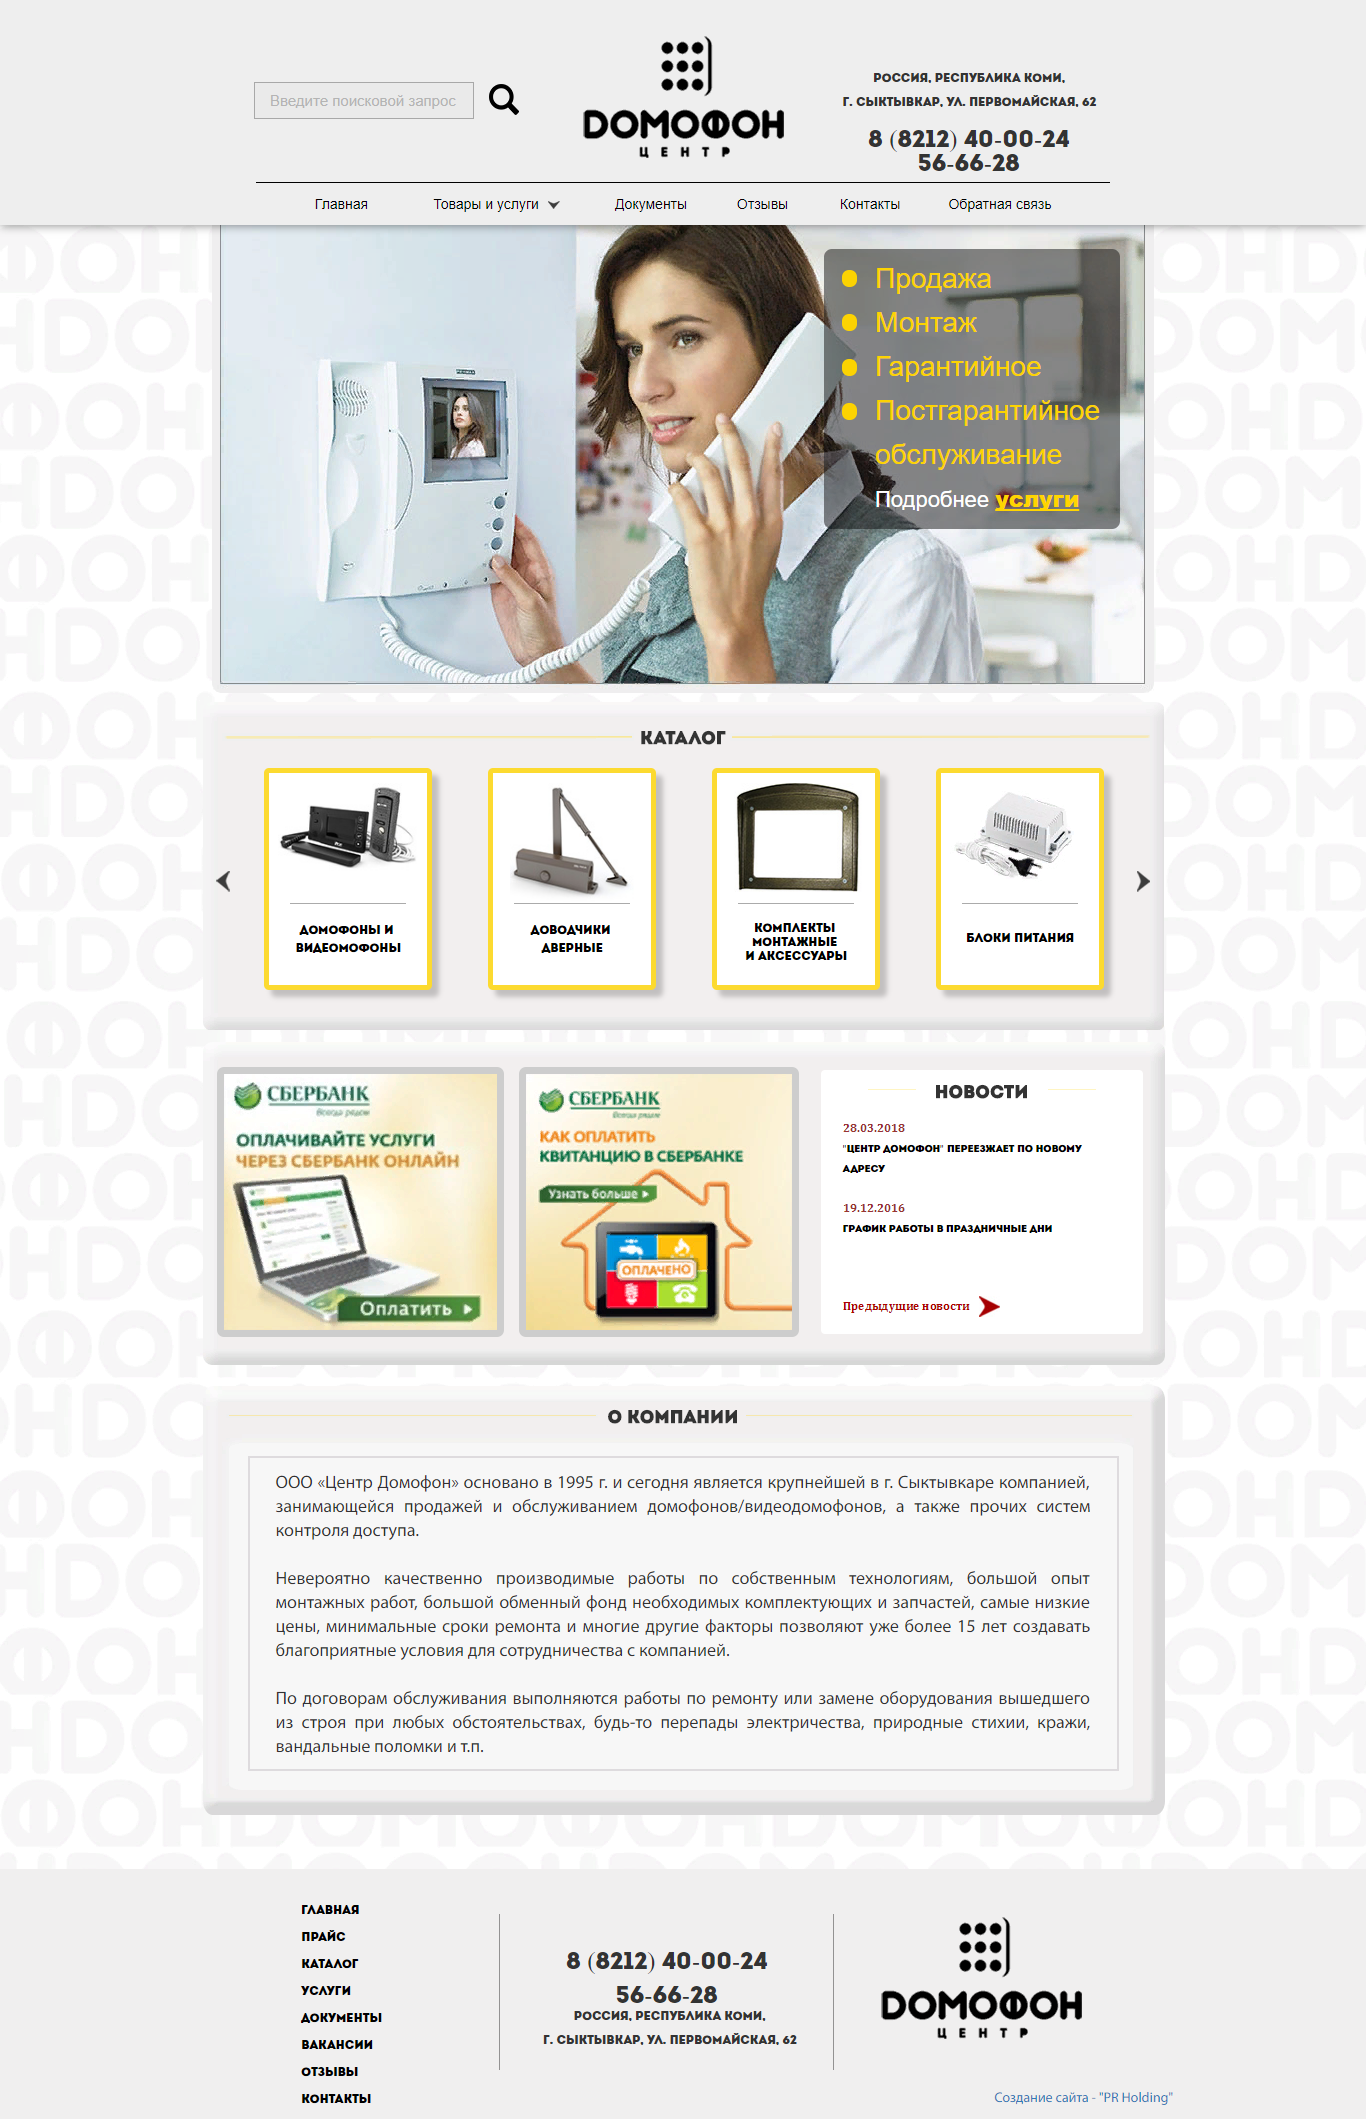 Введите поисковой запрос
DОМОФОН
ЦЕНТР
РОССИЯ, РЕСПУБЛИКА КОМИ,
Г. СЫКТЫВКАР, УЛ. ПЕРВОМАЙСКАЯ, 62
8 (8212) 40-00-24
56-66-28
Главная
Товары и услуги
Документы
Отзывы
Контакты
Обратная связь
Продажа
Монтаж
Гарантийное
Постгарантийное
обслуживание
Подробнее услуги
КАТАЛОГ
ДОМОФОНЫ И
ВИДЕОМОФОНЫ
ДОВОДЧИКИ
ДВЕРНЫЕ
КОМПЛЕКТЫ
МОНТАЖНЫЕ
И АКСЕССУАРЫ
БЛОКИ ПИТАНИЯ
СБЕРБАНК
Всегда рядом
ОПЛАЧИВАЙТЕ УСЛУГИ
ЧЕРЕЗ СБЕРБАНК ОНЛАЙН
Оплатить
СБЕРБАНК
Всегда рядом
КАК ОПЛАТИТЬ
КВИТАНЦИЮ В СБЕРБАНКЕ
Узнать больше
ОПЛАЧЕНО
НОВОСТИ
28.03.2018
"ЦЕНТР ДОМОФОН" ПЕРЕЕЗЖАЕТ ПО НОВОМУ
АДРЕСУ
19.12.2016
ГРАФИК РАБОТЫ В ПРАЗДНИЧНЫЕ ДНИ
Предыдущие новости
О КОМПАНИИ
ООО «Центр Домофон» основано в 1995 г. и сегодня является крупнейшей в г. Сыктывкаре компанией,
занимающейся продажей и обслуживанием домофонов/видеодомофонов, а также прочих систем
контроля доступа.
Невероятно качественно производимые работы по собственным технологиям, большой опыт
монтажных работ, большой обменный фонд необходимых комплектующих и запчастей, самые низкие
цены, минимальные сроки ремонта и многие другие факторы позволяют уже более 15 лет создавать
благоприятные условия для сотрудничества с компанией.
По договорам обслуживания выполняются работы по ремонту или замене оборудования вышедшего
из строя при любых обстоятельствах, будь-то перепады электричества, природные стихии, кражи,
вандальные поломки и т.п.
ГЛАВНАЯ
ПРАЙС
КАТАЛОГ
УСЛУГИ
ДОКУМЕНТЫ
ВАКАНСИИ
ОТЗЫВЫ
КОНТАКТЫ
8 (8212) 40-00-24
56-66-28
РОССИЯ, РЕСПУБЛИКА КОМИ,
Г. СЫКТЫВКАР, УЛ. ПЕРВОМАЙСКАЯ, 62
DОМОФОН
ЦЕНТР
Создание сайта - "PR Holding"